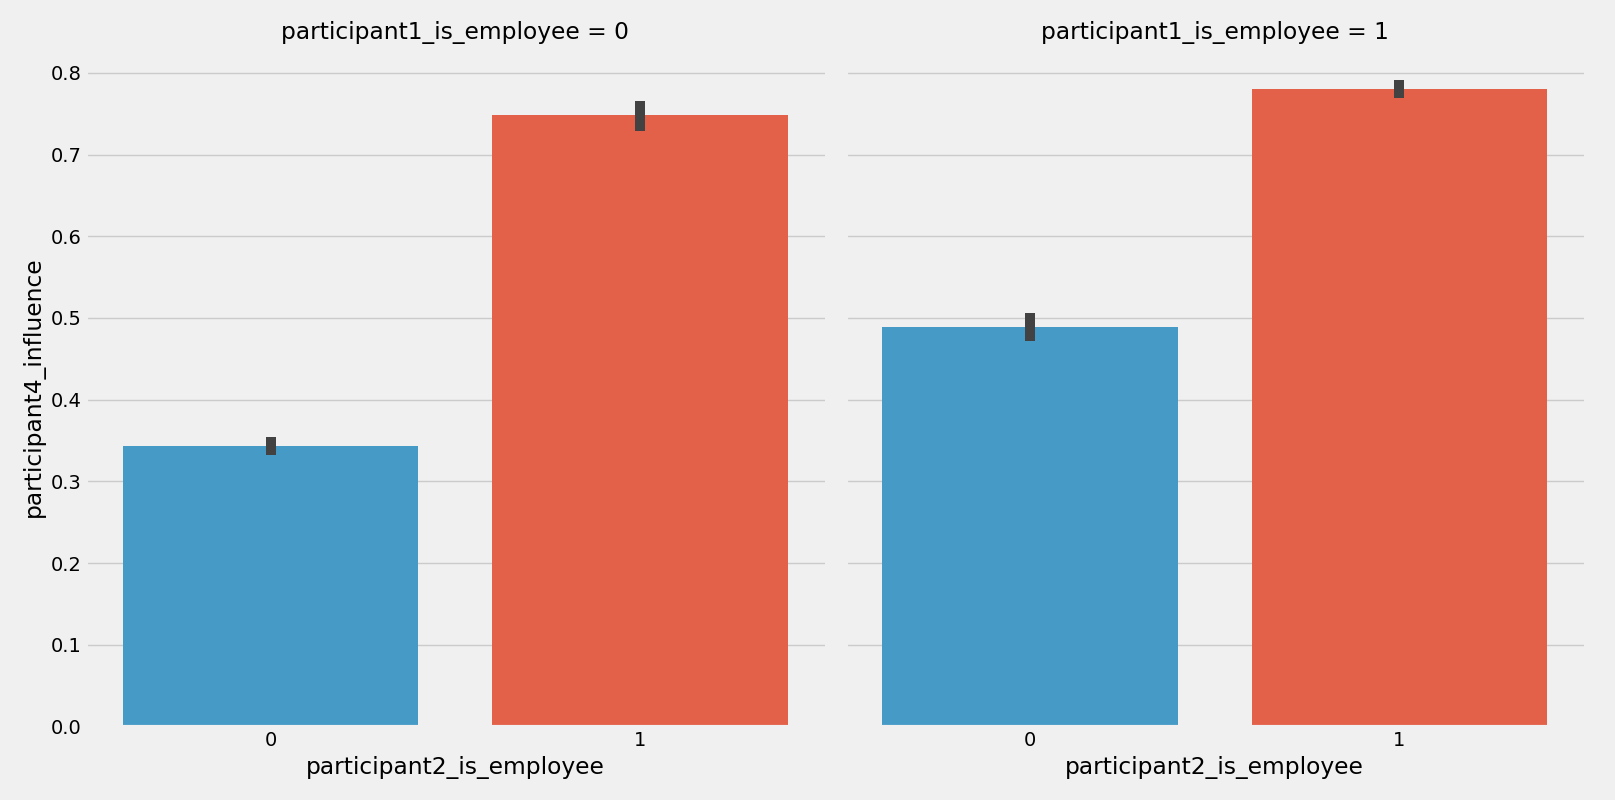 participant1_is_employee = 0
participant1_is_employee = 1
participant4_influence
0.8
0.7
0.6
0.5
0.4
0.3
0.2
0.1
0.0
0 1
0 1
participant2_is_employee
participant2_is_employee